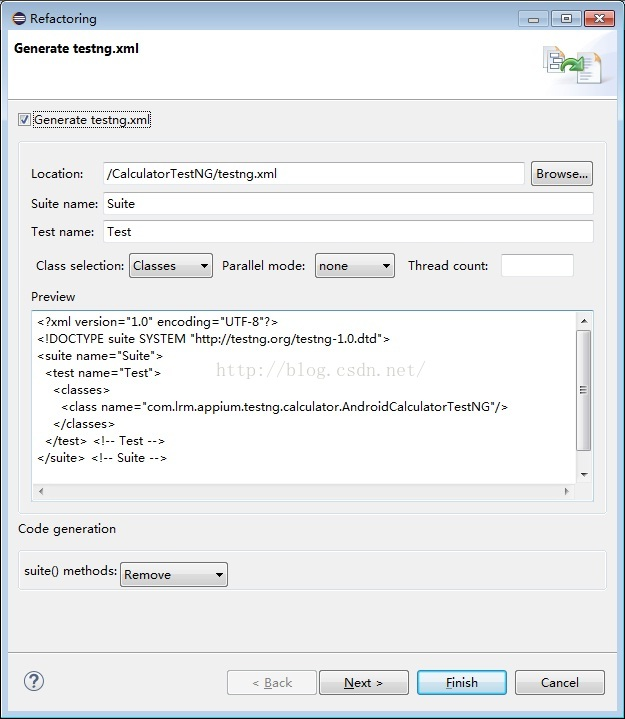 Refactoring
Generate testng.xml
Generate testng.xml
Location: /CalculatorTestNG/testng.xml Browse...
Suite name: Suite
Test name: Test
Class selection: Classes Parallel mode: none Thread count:
Preview
<?xml version="1.0" encoding="UTF-8"?>
<!DOCTYPE suite SYSTEM "http://testng.org/testng-1.0.dtd">
<suite name="Suite">
<test name="Test">
http://blog.csdn.net/
<classes>
<class name="com.lrm.appium.testng.calculator.AndroidCalculatorTestNG"/>
</classes>
</test> <!-- Test -->
</suite> <!-- Suite -->
Code generation
suite() methods: Remove
? < Back Next > Finish Cancel